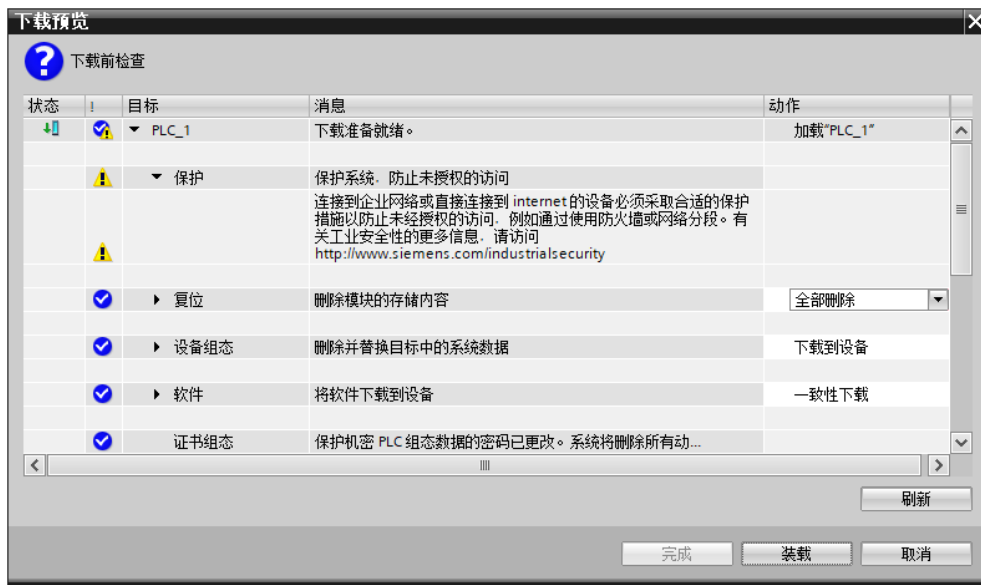 下载预览
下载前检查
状态 ! 目标 消息 动作
PLC_1 下载准备就绪。 加载"PLC_1"
保护 保护系统，防止未授权的访问
连接到企业网络或直接连接到 internet 的设备必须采取合适的保护
措施以防止未经授权的访问，例如通过使用防火墙或网络分段。有
关工业安全性的更多信息，请访问
http://www.siemens.com/industrialsecurity
复位 删除模块的存储内容 全部删除
设备组态 删除并替换目标中的系统数据 下载到设备
软件 将软件下载到设备 一致性下载
证书组态 保护机密 PLC 组态数据的密码已更改。系统将删除所有动...
刷新
完成 装载 取消